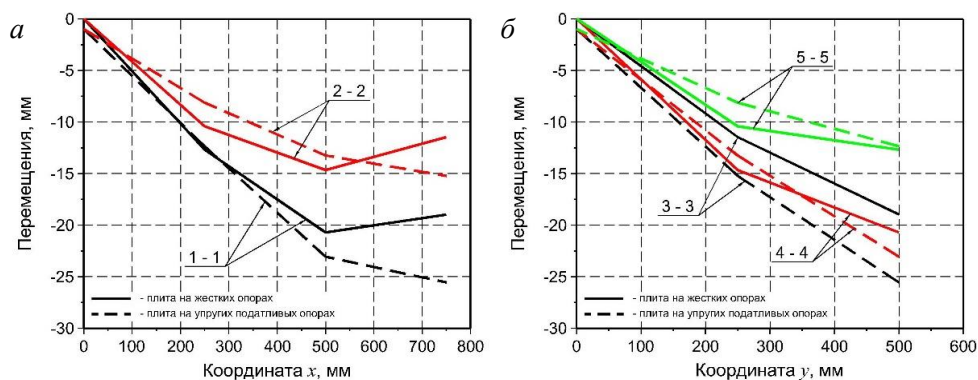 а
Перемещения, мм
0
-5
-10
-15
-20
-25
-30
2 - 2
1 - 1
- плита на жестких опорах
- плита на упругих податливых опорах
0 100 200 300 400 500 600 700 800
Координата x, мм
б
Перемещения, мм
0
-5
-10
-15
-20
-25
-30
5 - 5
3 - 3
4 - 4
- плита на жестких опорах
- плита на упругих податливых опорах
0 100 200 300 400 500 600
Координата y, мм